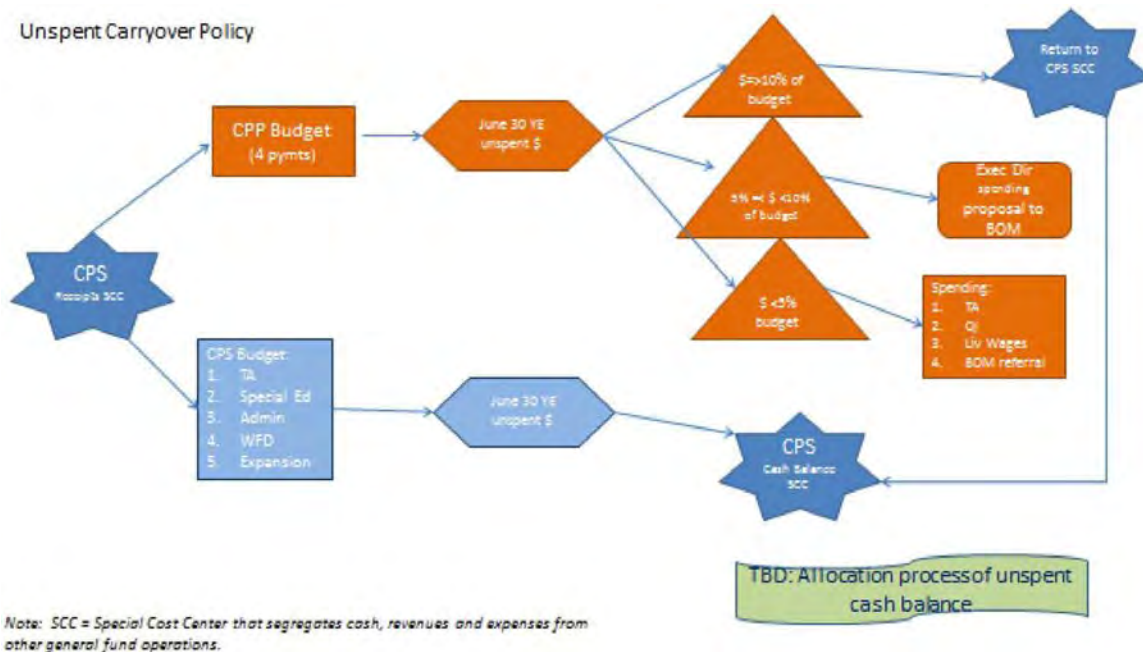 Unspent Carryover Policy
Return to
CPS SCC
$=>10% of
budget
CPP Budget
(4 pymts)
June 30 YE
unspent $
5% =< $ <10%
of budget
Exec Dir
spending
proposal to
BOM
CPS
Receipts SCC
$ <5%
budget
Spending:
1. TA
2. QI
3. Liv Wages
4. BOM referral
CPS Budget:
1. TA
2. Special Ed
3. Admin
4. WFD
5. Expansion
June 30 YE
unspent $
CPS
Cash Balance
SCC
TBD: Allocation processof unspent
cash balance
Note: SCC = Special Cost Center that segregates cash, revenues and expenses from
other general fund operations.